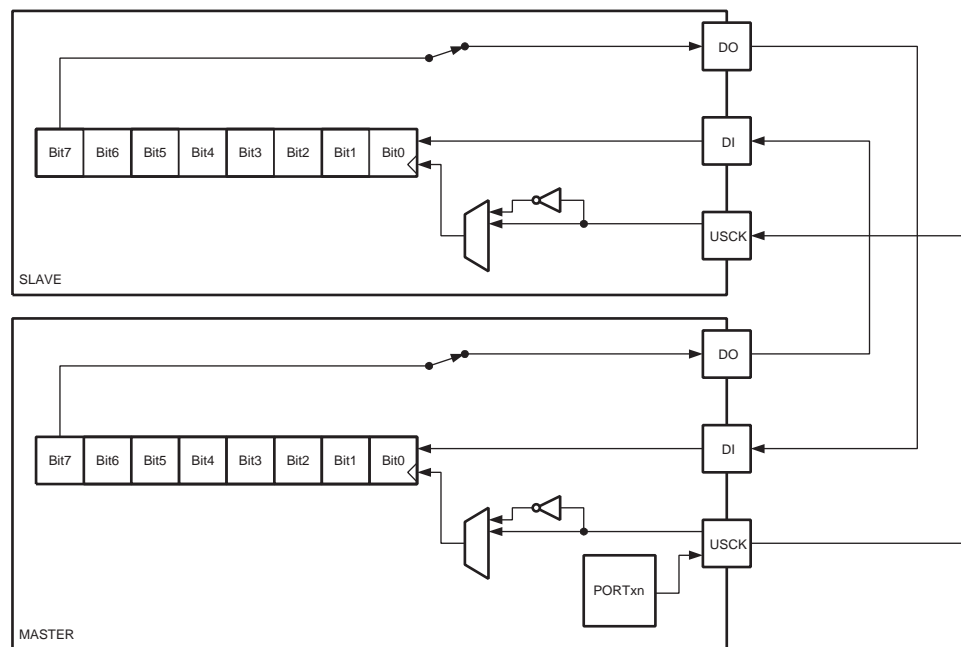 DO
Bit7 Bit6 Bit5 Bit4 Bit3 Bit2 Bit1 Bit0
DI
USCK
SLAVE
DO
Bit7 Bit6 Bit5 Bit4 Bit3 Bit2 Bit1 Bit0
DI
USCK
PORTxn
MASTER